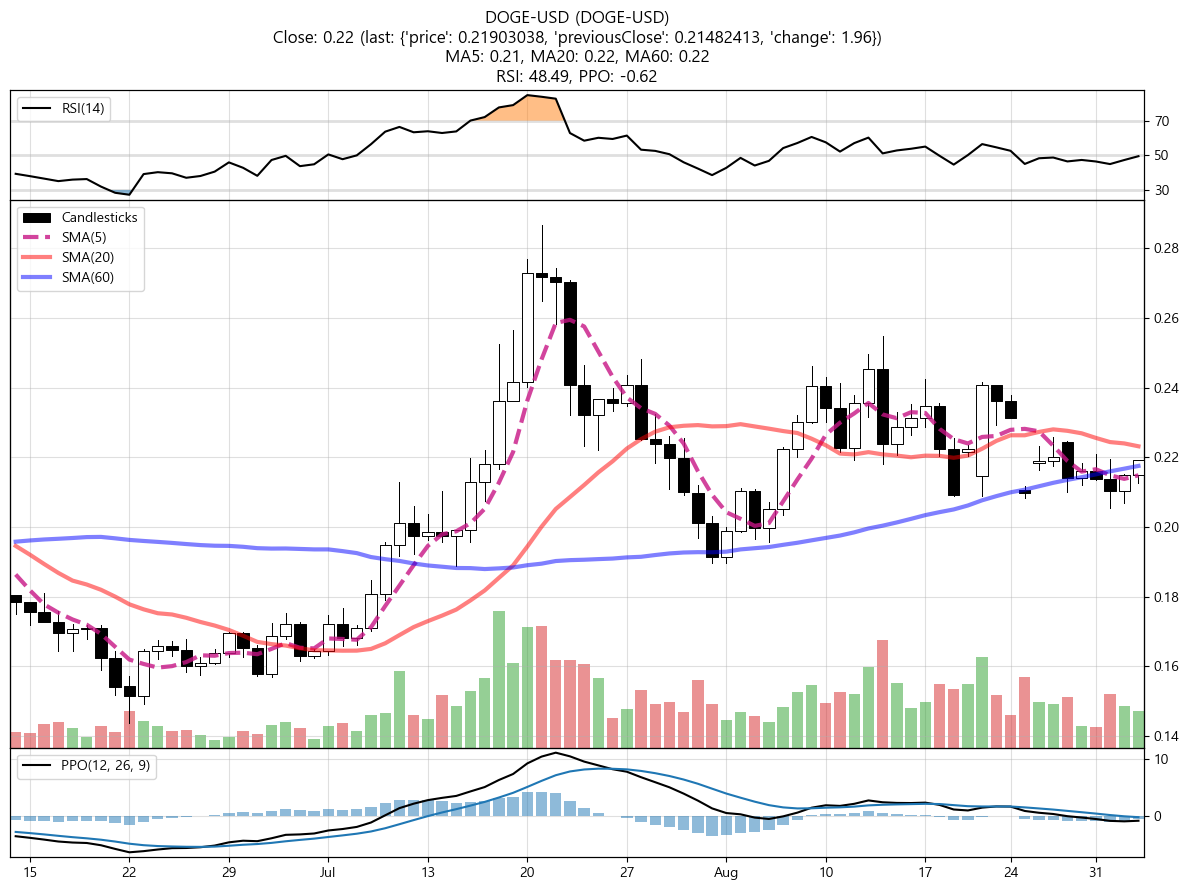 DOGE-USD (DOGE-USD)
Close: 0.22 (last: {'price': 0.21903038, 'previousClose': 0.21482413, 'change': 1.96})
MA5: 0.21, MA20: 0.22, MA60: 0.22
RSI: 48.49, PPO: -0.62
RSI(14)
70
50
30
Candlesticks
SMA(5)
SMA(20)
SMA(60)
0.28
0.26
0.24
0.22
0.20
0.18
0.16
0.14
PPO(12, 26, 9)
10
0
15 22 29 Jul 13 20 27 Aug 10 17 24 31